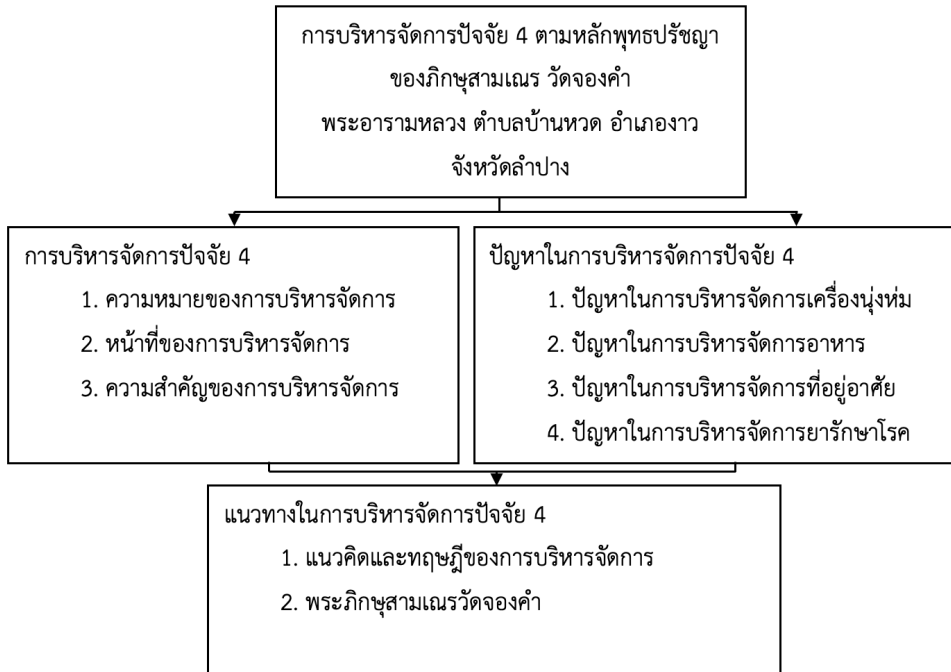 การบริหารจัดการปัจจัย 4 ตามหลักพุทธปรัชญา
ของภิกษุสามเณร วัดจองคำ
พระอารามหลวง ตำบลบ้านหวด อำเภองาว
จังหวัดลำปาง
การบริหารจัดการปัจจัย 4
1. ความหมายของการบริหารจัดการ
2. หน้าที่ของการบริหารจัดการ
3. ความสำคัญของการบริหารจัดการ
ปัญหาในการบริหารจัดการปัจจัย 4
1. ปัญหาในการบริหารจัดการเครื่องนุ่งห่ม
2. ปัญหาในการบริหารจัดการอาหาร
3. ปัญหาในการบริหารจัดการที่อยู่อาศัย
4. ปัญหาในการบริหารจัดการยารักษาโรค
แนวทางในการบริหารจัดการปัจจัย 4
1. แนวคิดและทฤษฎีของการบริหารจัดการ
2. พระภิกษุสามเณรวัดจองคำ